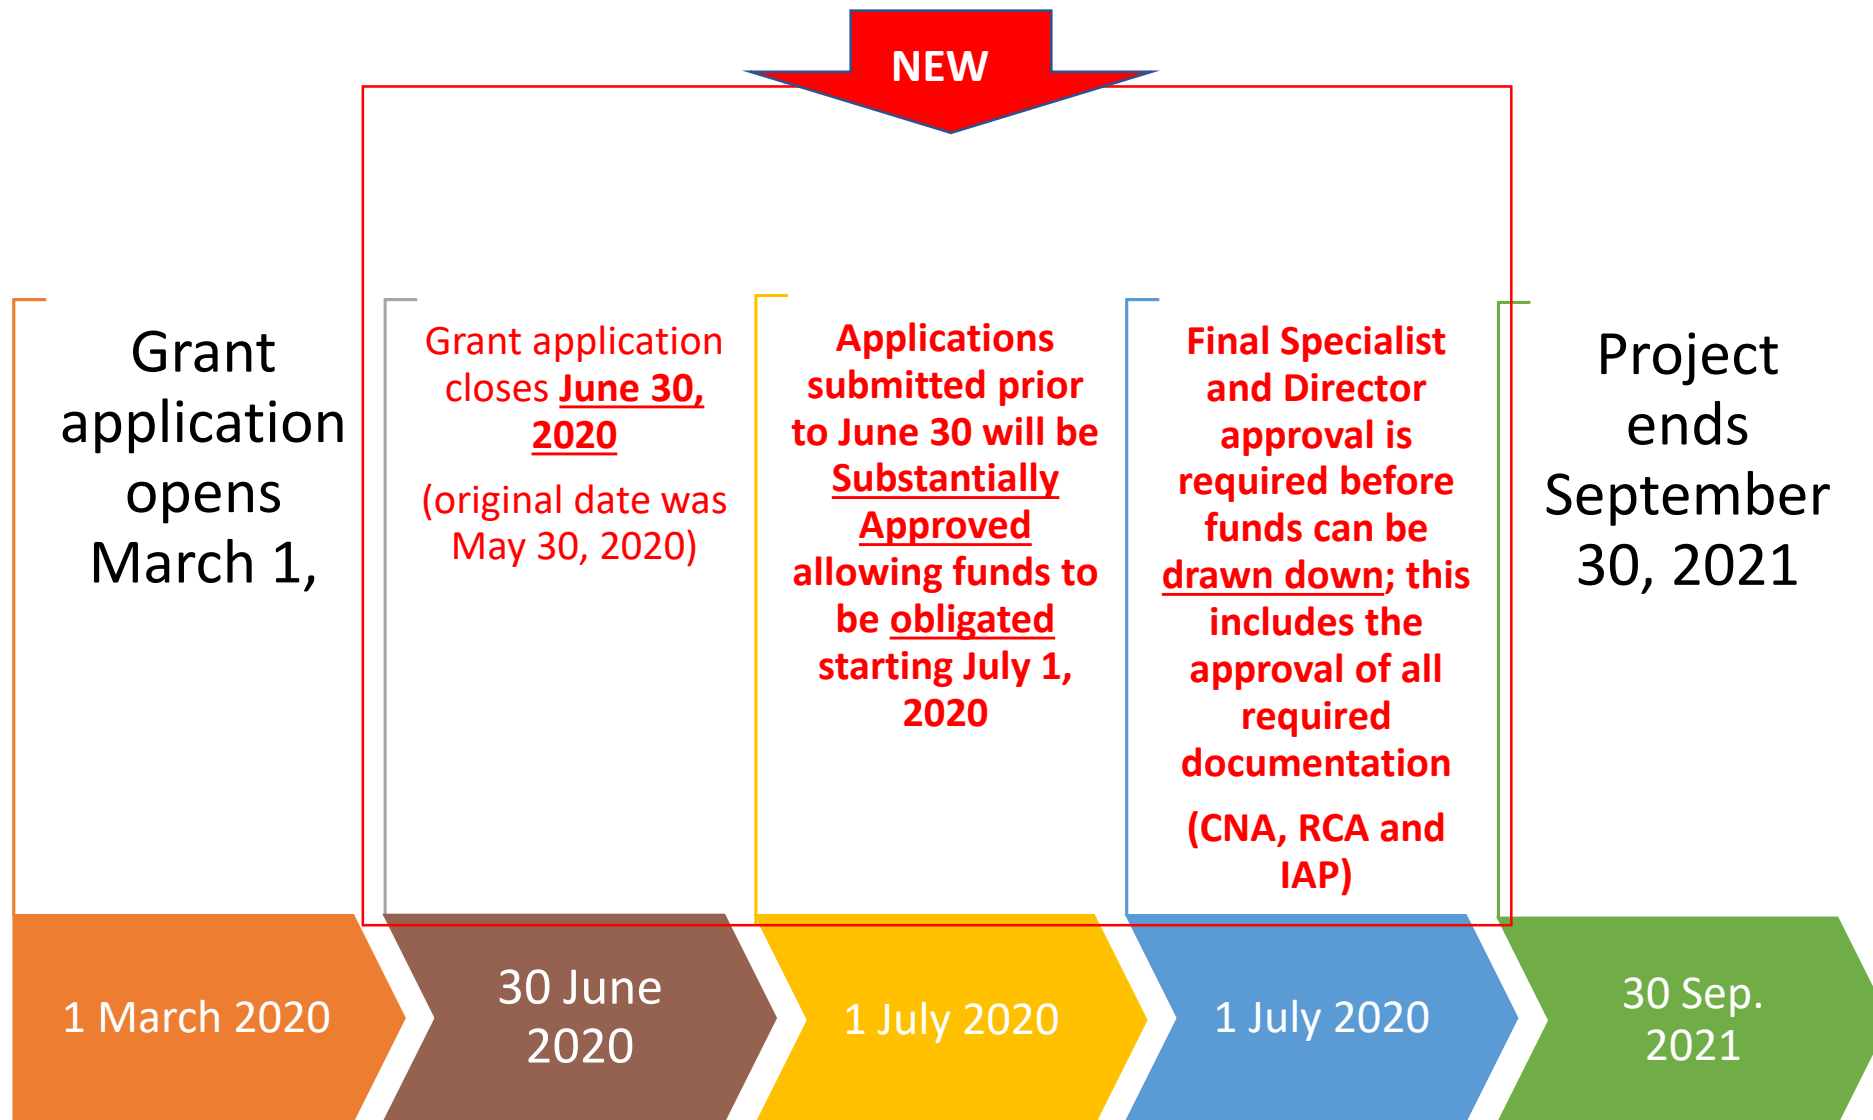 NEW
Grant
application
opens
March 1,
Grant application
closes June 30,
2020
(original date was
May 30, 2020)
Applications
submitted prior
to June 30 will be
Substantially
Approved
allowing funds to
be obligated
starting July 1,
2020
Final Specialist
and Director
approval is
required before
funds can be
drawn down; this
includes the
approval of all
required
documentation
(CNA, RCA and
IAP)
Project
ends
September
30, 2021
1 March 2020
30 June
2020
1 July 2020
1 July 2020
30 Sep.
2021